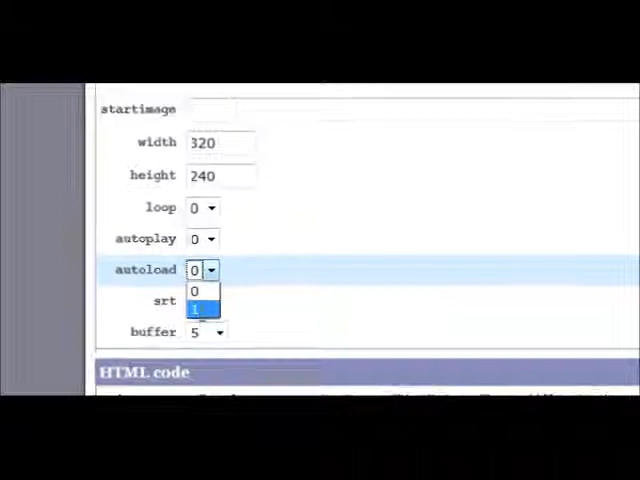 startimage
width 320
height 240
loop 0
autoplay 0
autoload 0
0
srt 1
buffer 5
HTML code